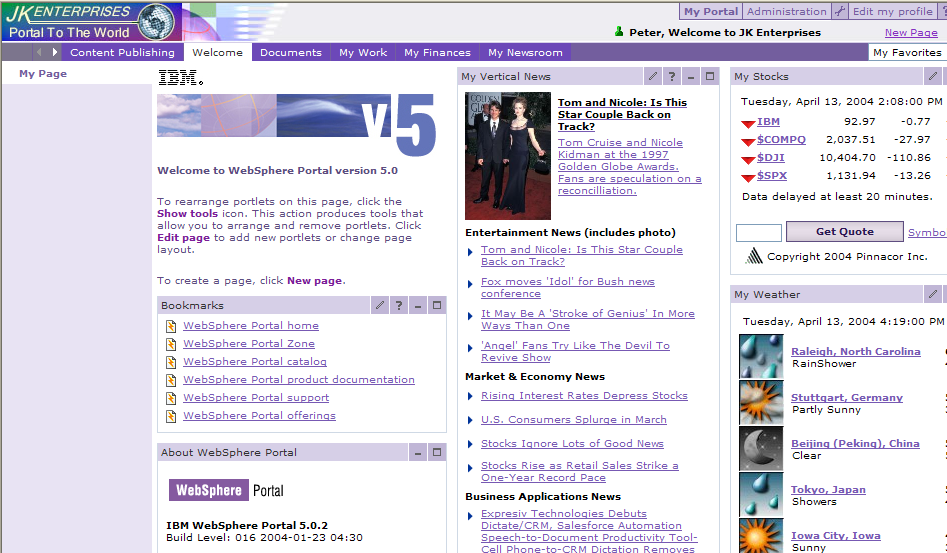 JK ENTERPRISES
Portal To The World
My Portal
Administration
Edit my profile
?
Peter, Welcome to JK Enterprises
New Page
Content Publishing
Welcome
Documents
My Work
My Finances
My Newsroom
My Favorites
My Page
IBM.
v5
Welcome to WebSphere Portal version 5.0
To rearrange portlets on this page, click the
Show tools icon. This action produces tools that
allow you to arrange and remove portlets. Click
Edit page to add new portlets or change page
layout.
To create a page, click New page.
Bookmarks
?
WebSphere Portal home
WebSphere Portal Zone
WebSphere Portal catalog
WebSphere Portal product documentation
WebSphere Portal support
WebSphere Portal offerings
About WebSphere Portal
WebSphere Portal
IBM WebSphere Portal 5.0.2
Build Level: 016 2004-01-23 04:30
My Vertical News
?
GOLDEN
Tom and Nicole: Is This
Star Couple Back on
Track?
Tom Cruise and Nicole
Kidman at the 1997
Golden Globe Awards.
Fans are speculation on a
reconcilliation.
Entertainment News (includes photo)
Tom and Nicole: Is This Star Couple
Back on Track?
Fox moves 'Idol' for Bush news
conference
It May Be A 'Stroke of Genius' In More
Ways Than One
'Angel' Fans Try Like The Devil To
Revive Show
Market & Economy News
Rising Interest Rates Depress Stocks
U.S. Consumers Splurge in March
Stocks Ignore Lots of Good News
Stocks Rise as Retail Sales Strike a
One-Year Record Pace
Business Applications News
Expresiv Technologies Debuts
Dictate/CRM, Salesforce Automation
Speech-to-Document Productivity Tool-
Cell Phone-to-CRM Dictation Removes
My Stocks
Tuesday, April 13, 2004 2:08:00 PM
IBM 92.97 -0.77
$COMPQ 2,037.51 -27.97
$DJI 10,404.70 -110.86
$SPX 1,131.94 -13.26
Data delayed at least 20 minutes.
Get Quote
Symbo
Copyright 2004 Pinnacor Inc.
My Weather
Tuesday, April 13, 2004 4:19:00 PM
Raleigh, North Carolina
RainShower
Stuttgart, Germany
Partly Sunny
Beijing (Peking), China
Clear
Tokyo, Japan
Showers
Iowa City, Iowa
Sunny